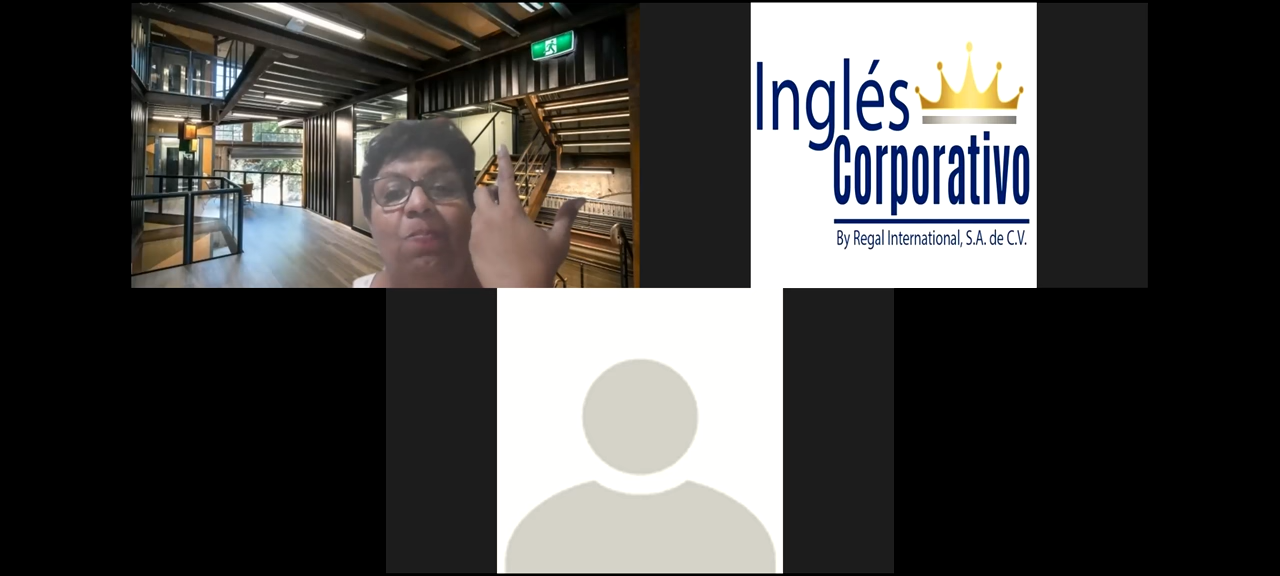 Inglés
Corporativo
By Regal International, S.A. de C.V.